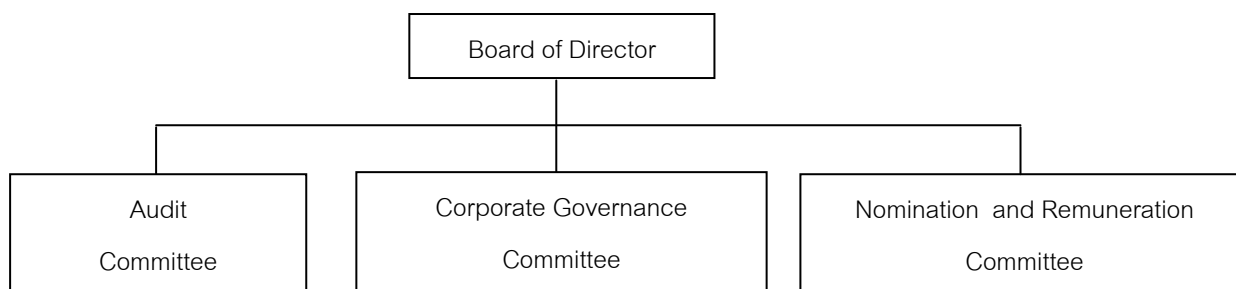 Board of Director
Audit
Committee
Corporate Governance
Committee
Nomination and Remuneration
Committee